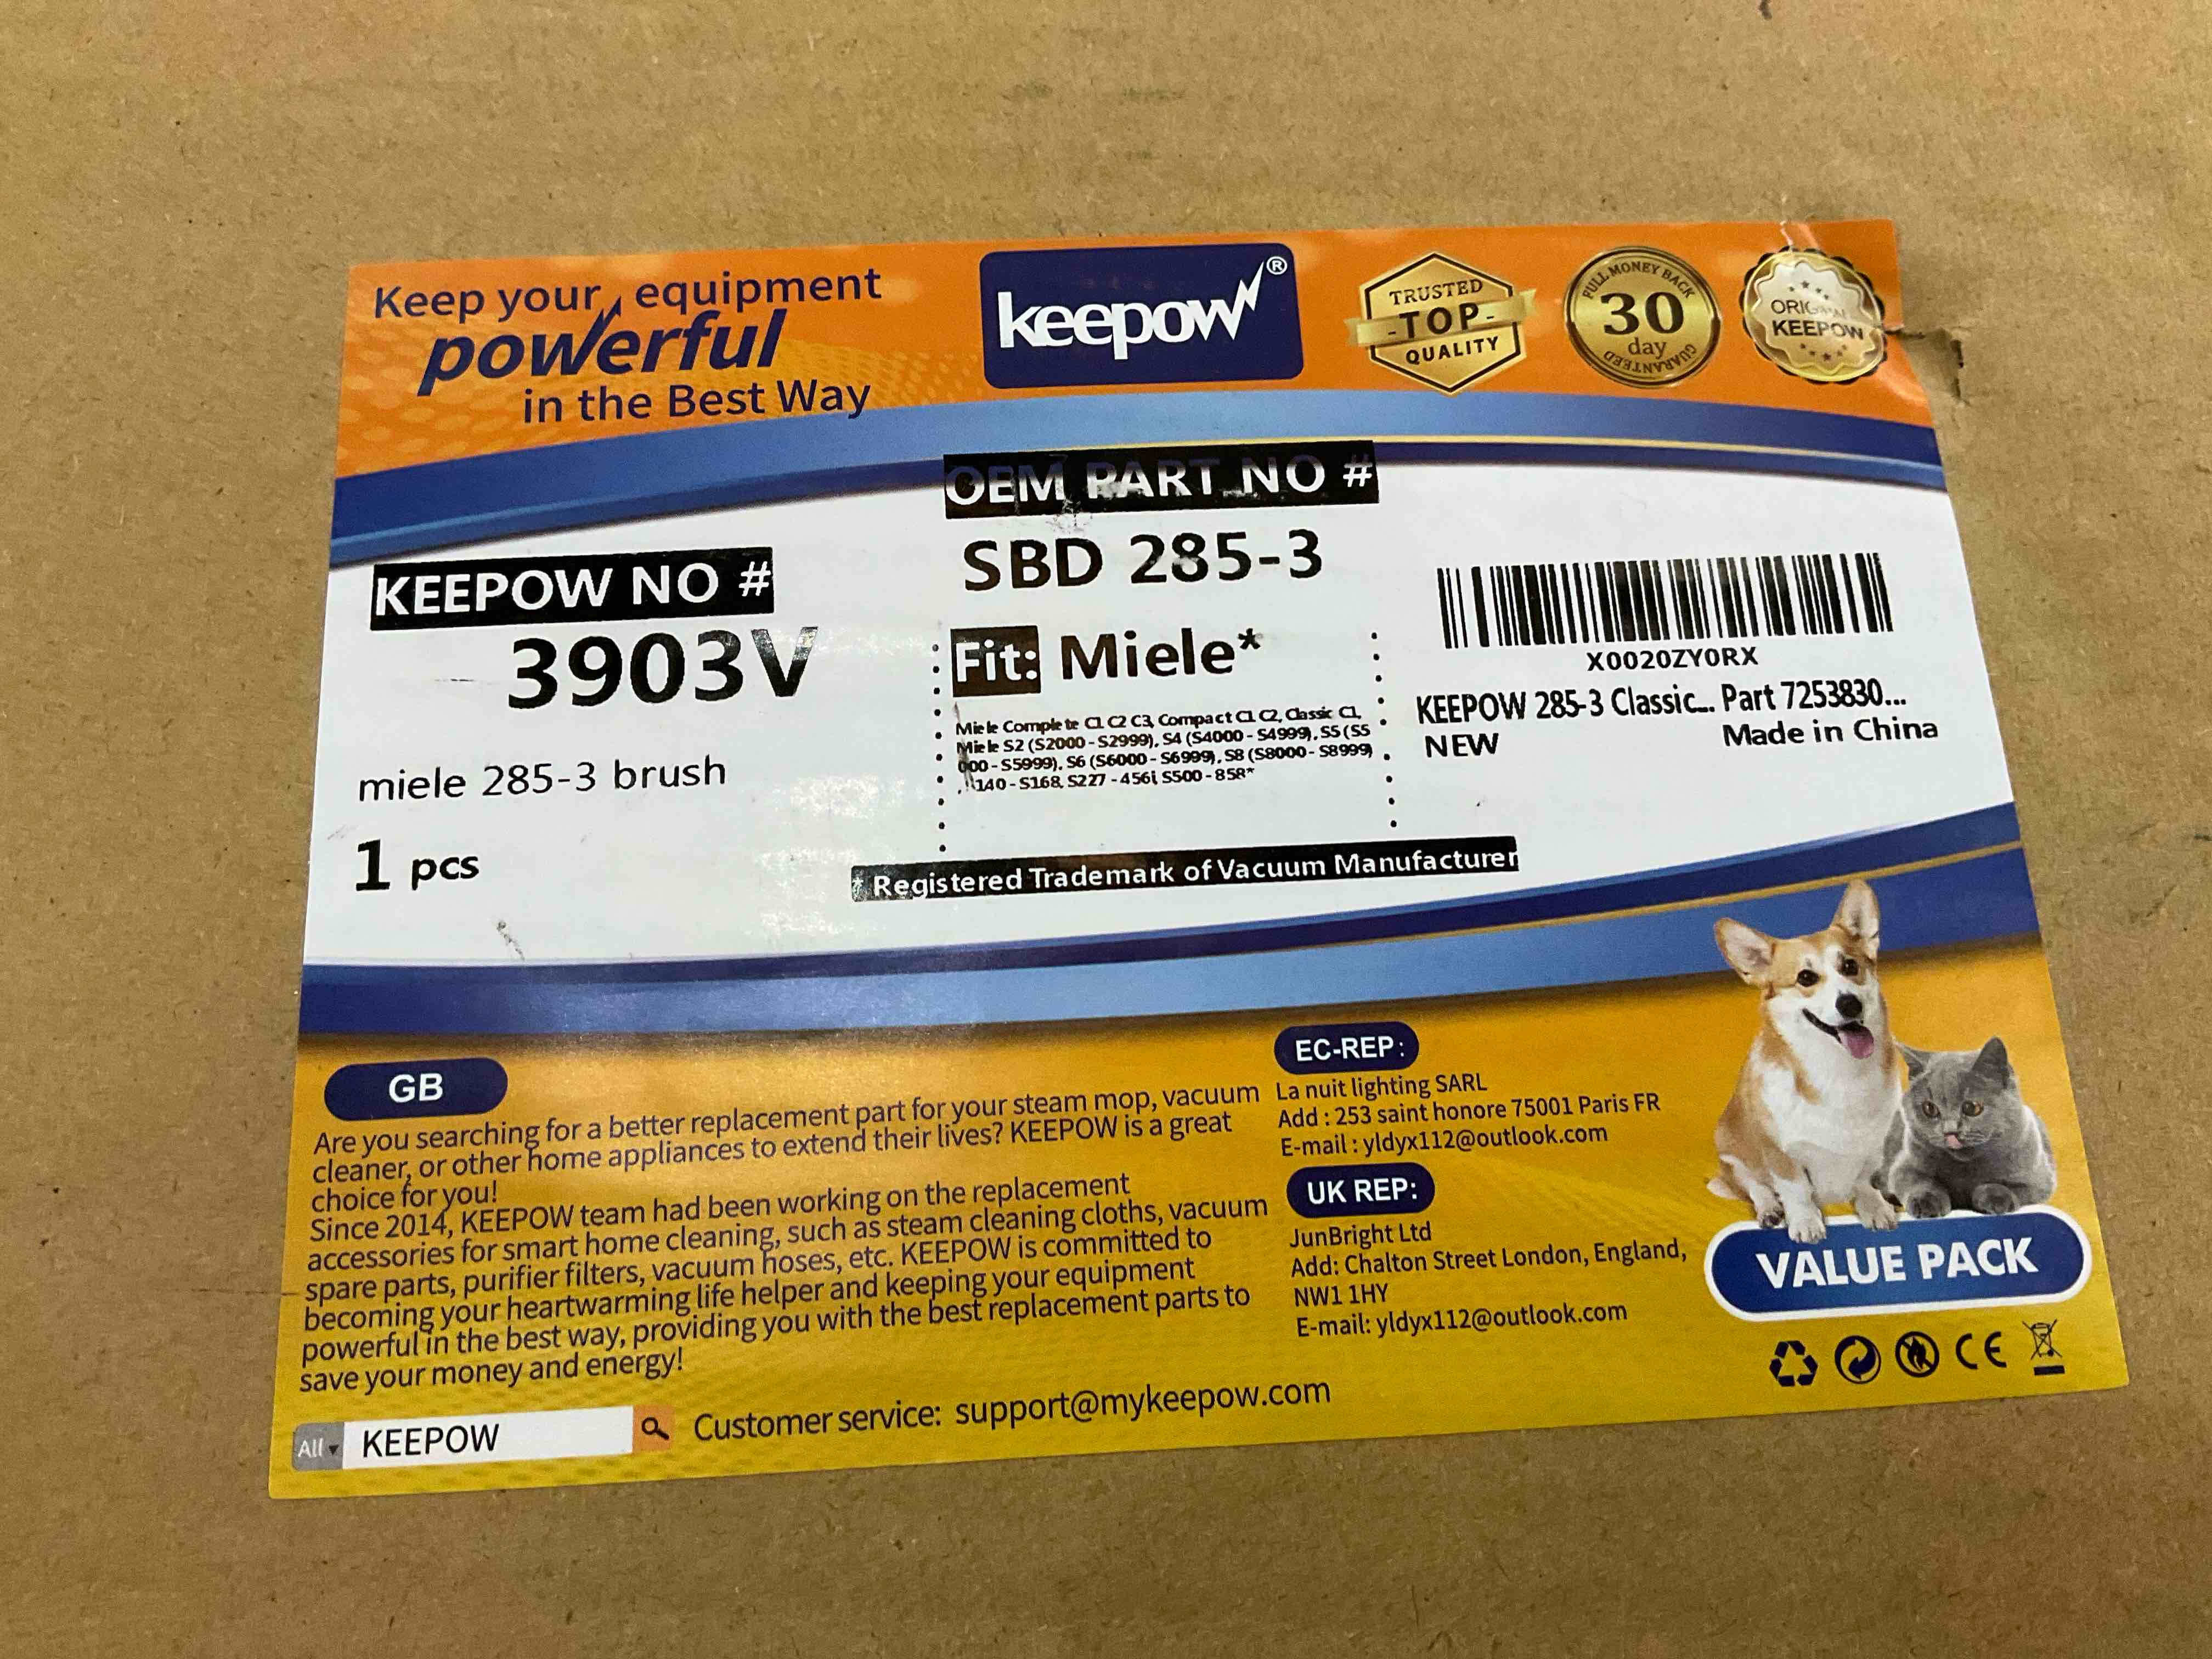 Keep your equipment
powerful
in the Best Way
keepow®
TRUSTED
-TOP-
QUALITY
FULL MONEY BACK
30
day
GUARANTEED
ORIGINAL
KEEPOW
KEEPOW NO #
3903V
miele 285-3 brush
1 pcs
OEM PART NO #
SBD 285-3
Fit: Miele*
Miele Complete C1 C2 C3, Compact C1 C2, Classic C1,
Miele S2 (S2000 - S2999), S4 (S4000 - S4999), S5 (S5
000 - S5999), S6 (S6000 - S6999), S8 (S8000 - S8999)
140 - S168, S227 - 456i, S500 - 858*
* Registered Trademark of Vacuum Manufacturer
X0020ZY0RX
KEEPOW 285-3 Classic... Part 7253830...
NEW
Made in China
GB
Are you searching for a better replacement part for your steam mop, vacuum
cleaner, or other home appliances to extend their lives? KEEPOW is a great
choice for you!
Since 2014, KEEPOW team had been working on the replacement
accessories for smart home cleaning, such as steam cleaning cloths, vacuum
spare parts, purifier filters, vacuum hoses, etc. KEEPOW is committed to
becoming your heartwarming life helper and keeping your equipment
powerful in the best way, providing you with the best replacement parts to
save your money and energy!
All KEEPOW
Customer service: support@mykeepow.com
EC-REP:
La nuit lighting SARL
Add : 253 saint honore 75001 Paris FR
E-mail : yldyx112@outlook.com
UK REP:
JunBright Ltd
Add: Chalton Street London, England,
NW1 1HY
E-mail: yldyx112@outlook.com
VALUE PACK
CE